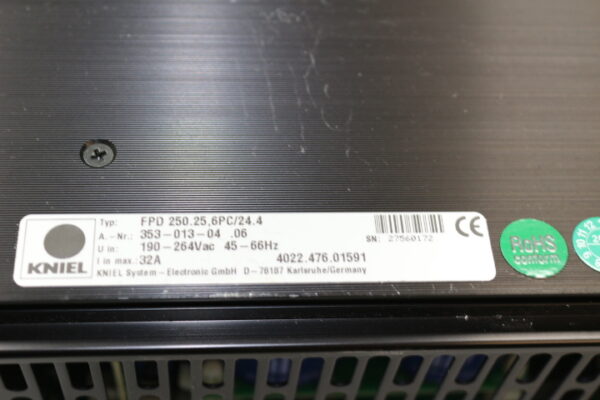 Typ: FPD 250.25,6PC/24.4
A.-Nr.: 353-013-04 .06
U in: 190-264Vac 45-66Hz
I in max.: 32A 4022.476.01591
KNIEL System - Electronic GmbH D-76187 Karlsruhe/Germany
KNIEL
SN: 27560172
CE
RoHS
conform